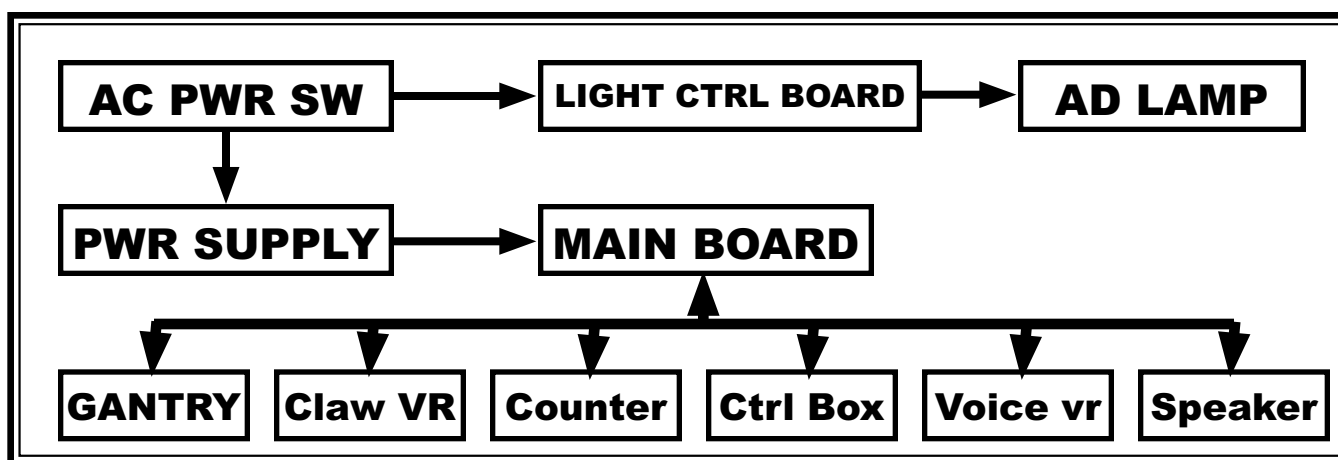 AC PWR SW
LIGHT CTRL BOARD
AD LAMP
PWR SUPPLY
MAIN BOARD
GANTRY
Claw VR
Counter
Ctrl Box
Voice vr
Speaker